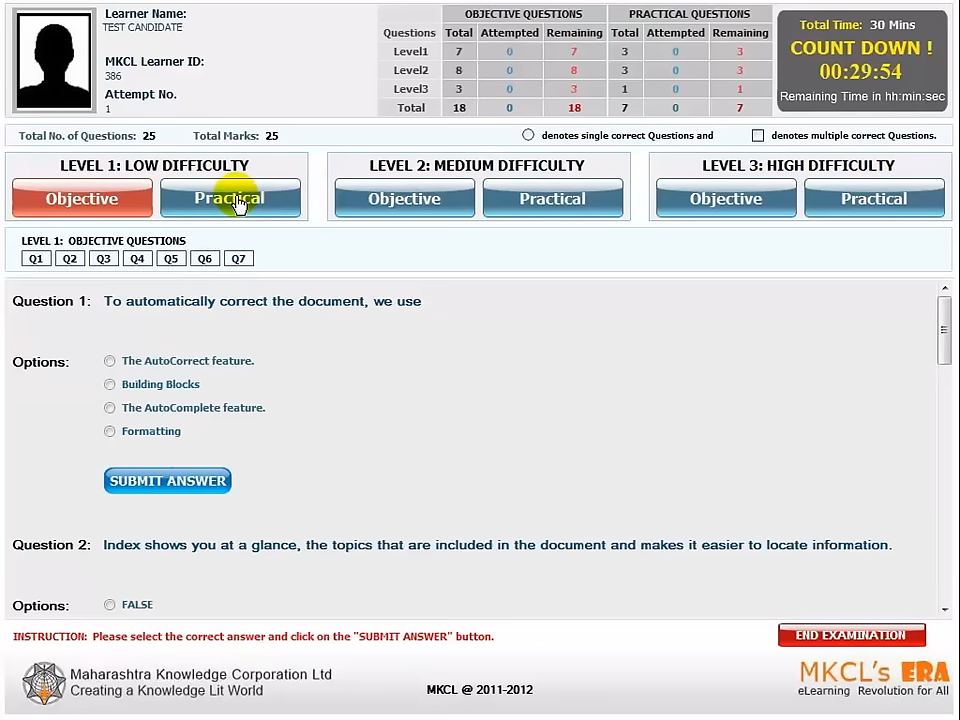 Learner Name:
TEST CANDIDATE
MKCL Learner ID:
386
Attempt No.
1
OBJECTIVE QUESTIONS PRACTICAL QUESTIONS
Questions Total Attempted Remaining Total Attempted Remaining
Level1 7 0 7 3 0 3
Level2 8 0 8 3 0 3
Level3 3 0 3 1 0 1
Total 18 0 18 7 0 7
Total Time: 30 Mins
COUNT DOWN !
00:29:54
Remaining Time in hh:min:sec
Total No. of Questions: 25 Total Marks: 25 denotes single correct Questions and denotes multiple correct Questions.
LEVEL 1: LOW DIFFICULTY LEVEL 2: MEDIUM DIFFICULTY LEVEL 3: HIGH DIFFICULTY
Objective Practical Objective Practical Objective Practical
LEVEL 1: OBJECTIVE QUESTIONS
Q1 Q2 Q3 Q4 Q5 Q6 Q7
Question 1: To automatically correct the document, we use
Options: The AutoCorrect feature.
Building Blocks
The AutoComplete feature.
Formatting
SUBMIT ANSWER
Question 2: Index shows you at a glance, the topics that are included in the document and makes it easier to locate information.
Options: FALSE
INSTRUCTION: Please select the correct answer and click on the "SUBMIT ANSWER" button.
END EXAMINATION
Maharashtra Knowledge Corporation Ltd
Creating a Knowledge Lit World
MKCL @ 2011-2012
MKCL's ERA
eLearning Revolution for All